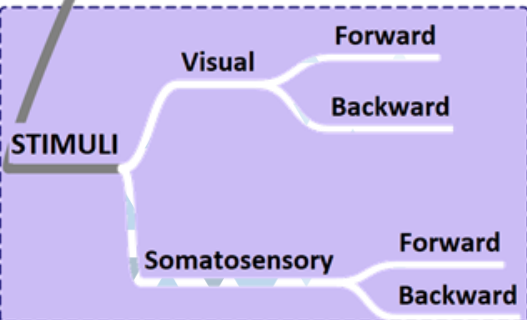 STIMULI
Visual
Forward
Backward
Somatosensory
Forward
Backward